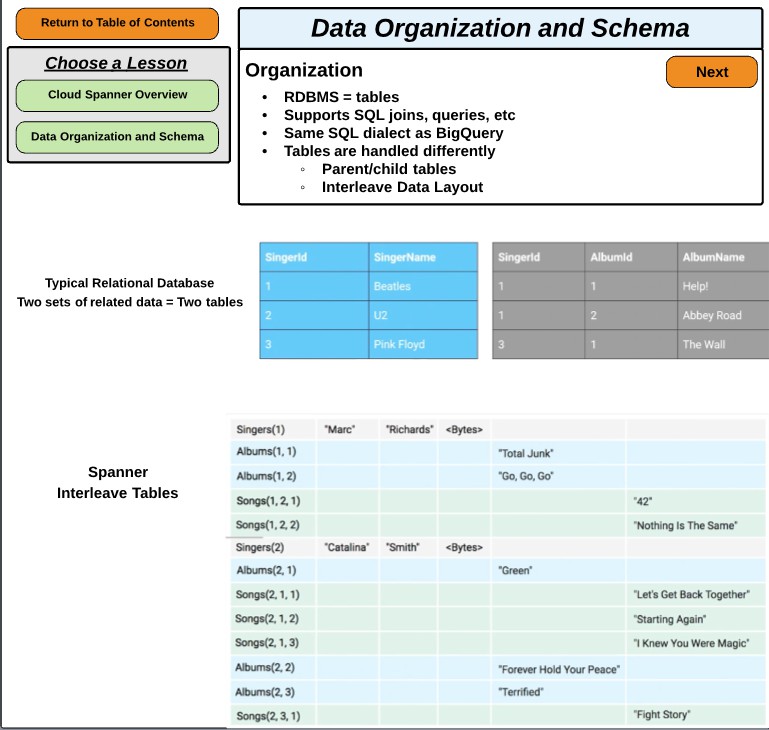 Return to Table of Contents
Choose a Lesson
Cloud Spanner Overview
Data Organization and Schema
Data Organization and Schema
Organization
Next
• RDBMS = tables
• Supports SQL joins, queries, etc
• Same SQL dialect as BigQuery
• Tables are handled differently
◦ Parent/child tables
◦ Interleave Data Layout
Typical Relational Database
Two sets of related data = Two tables
SingerId SingerName
1 Beatles
2 U2
3 Pink Floyd
SingerId AlbumId AlbumName
1 1 Help!
1 2 Abbey Road
3 1 The Wall
Spanner
Interleave Tables
Singers(1) "Marc" "Richards" <Bytes>
Albums(1, 1) "Total Junk"
Albums(1, 2) "Go, Go, Go"
Songs(1, 2, 1) "42"
Songs(1, 2, 2) "Nothing Is The Same"
Singers(2) "Catalina" "Smith" <Bytes>
Albums(2, 1) "Green"
Songs(2, 1, 1) "Let's Get Back Together"
Songs(2, 1, 2) "Starting Again"
Songs(2, 1, 3) "I Knew You Were Magic"
Albums(2, 2) "Forever Hold Your Peace"
Albums(2, 3) "Terrified"
Songs(2, 3, 1) "Fight Story"